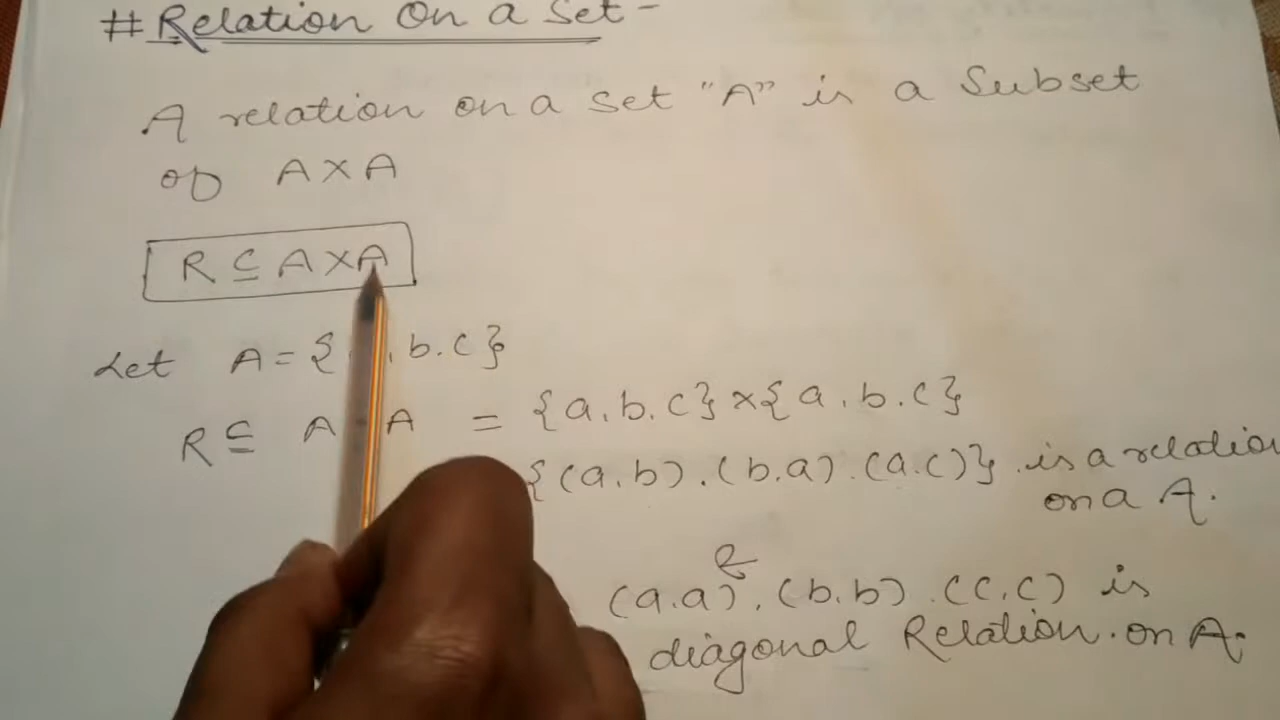 # Relation On a Set -
A relation on a set "A" is a Subset
of A×A
R ⊆ A×A
Let A = { , b. c}
R ⊆ A A = {a. b. c} × {a. b. c}
{(a.b). (b.a). (a.c)} . is a relation
on a A.
(a.a), (b.b). (c.c) is
diagonal Relation. on A.